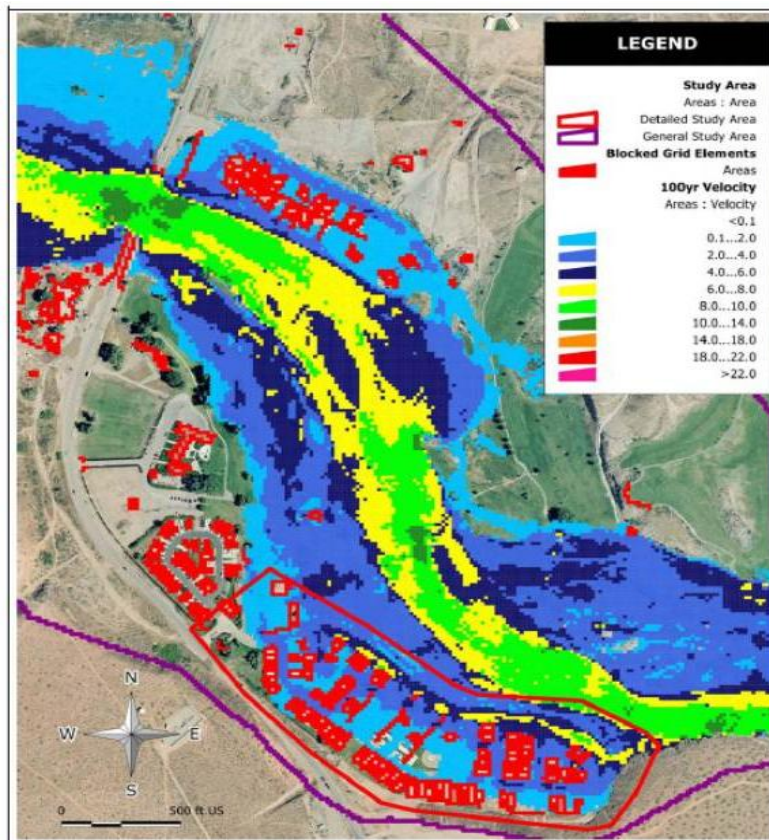 LEGEND
Study Area
Areas : Area
Detailed Study Area
General Study Area
Blocked Grid Elements
Areas
100yr Velocity
Areas : Velocity
<0.1
0.1...2.0
2.0...4.0
4.0...6.0
6.0...8.0
8.0...10.0
10.0...14.0
14.0...18.0
18.0...22.0
>22.0
N
W E
S
0 500 ft.US